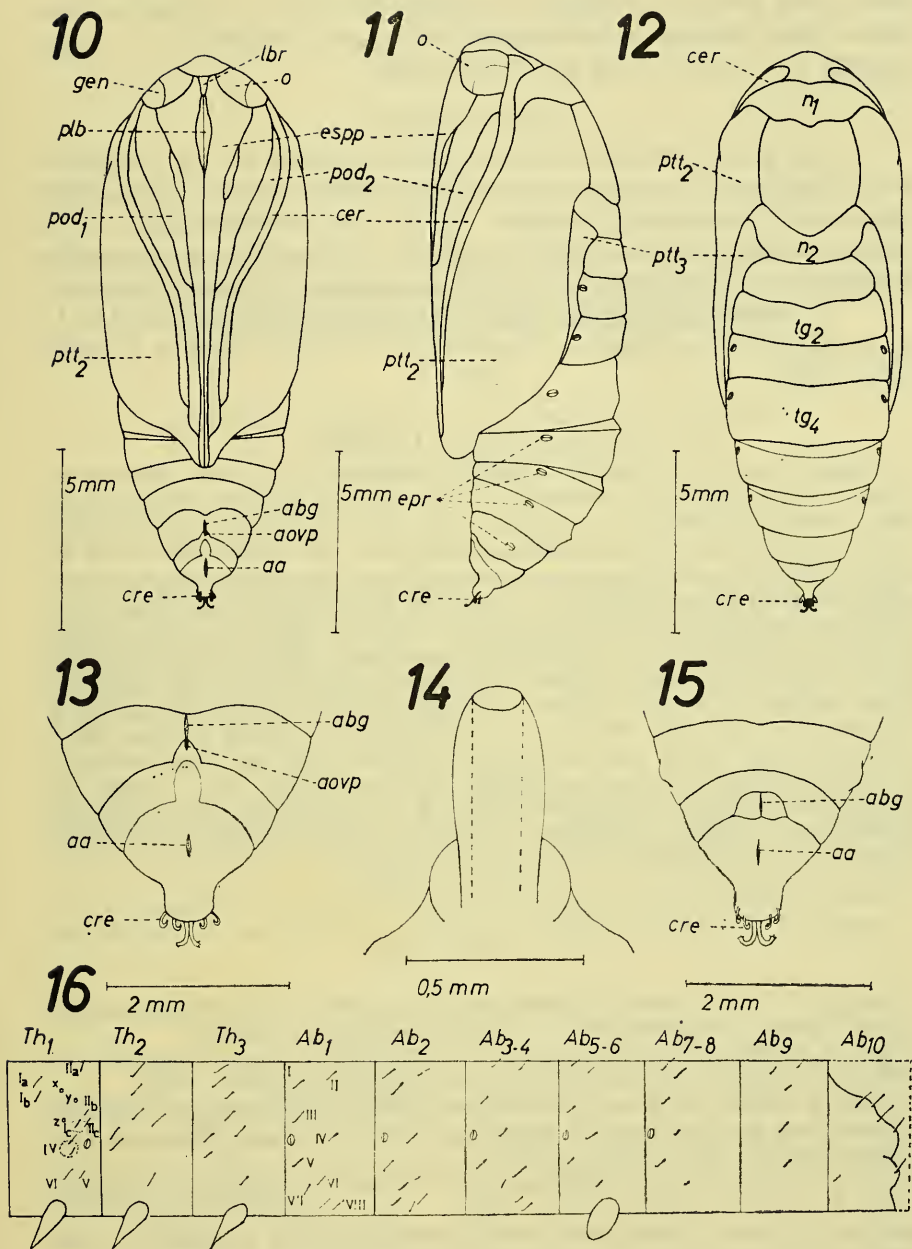 10
11
12
gen
lbr
o
plb
espp
pod1
pod2
cer
ptt2
ptt3
5mm
abg
aovp
aa
cre
o
ptt2
5mm
epr
cre
cer
n1
ptt2
n2
tg2
tg4
5mm
cre
13
14
15
abg
aovp
aa
cre
2 mm
0,5 mm
abg
aa
cre
2 mm
16
Th1 Th2 Th3 Ab1 Ab2 Ab3-4 Ab5-6 Ab7-8 Ab9 Ab10
IIa I
Ia x II
Ib y IIb
z III
Ic IIc
IV IV
V
VI V VI
VII VIII